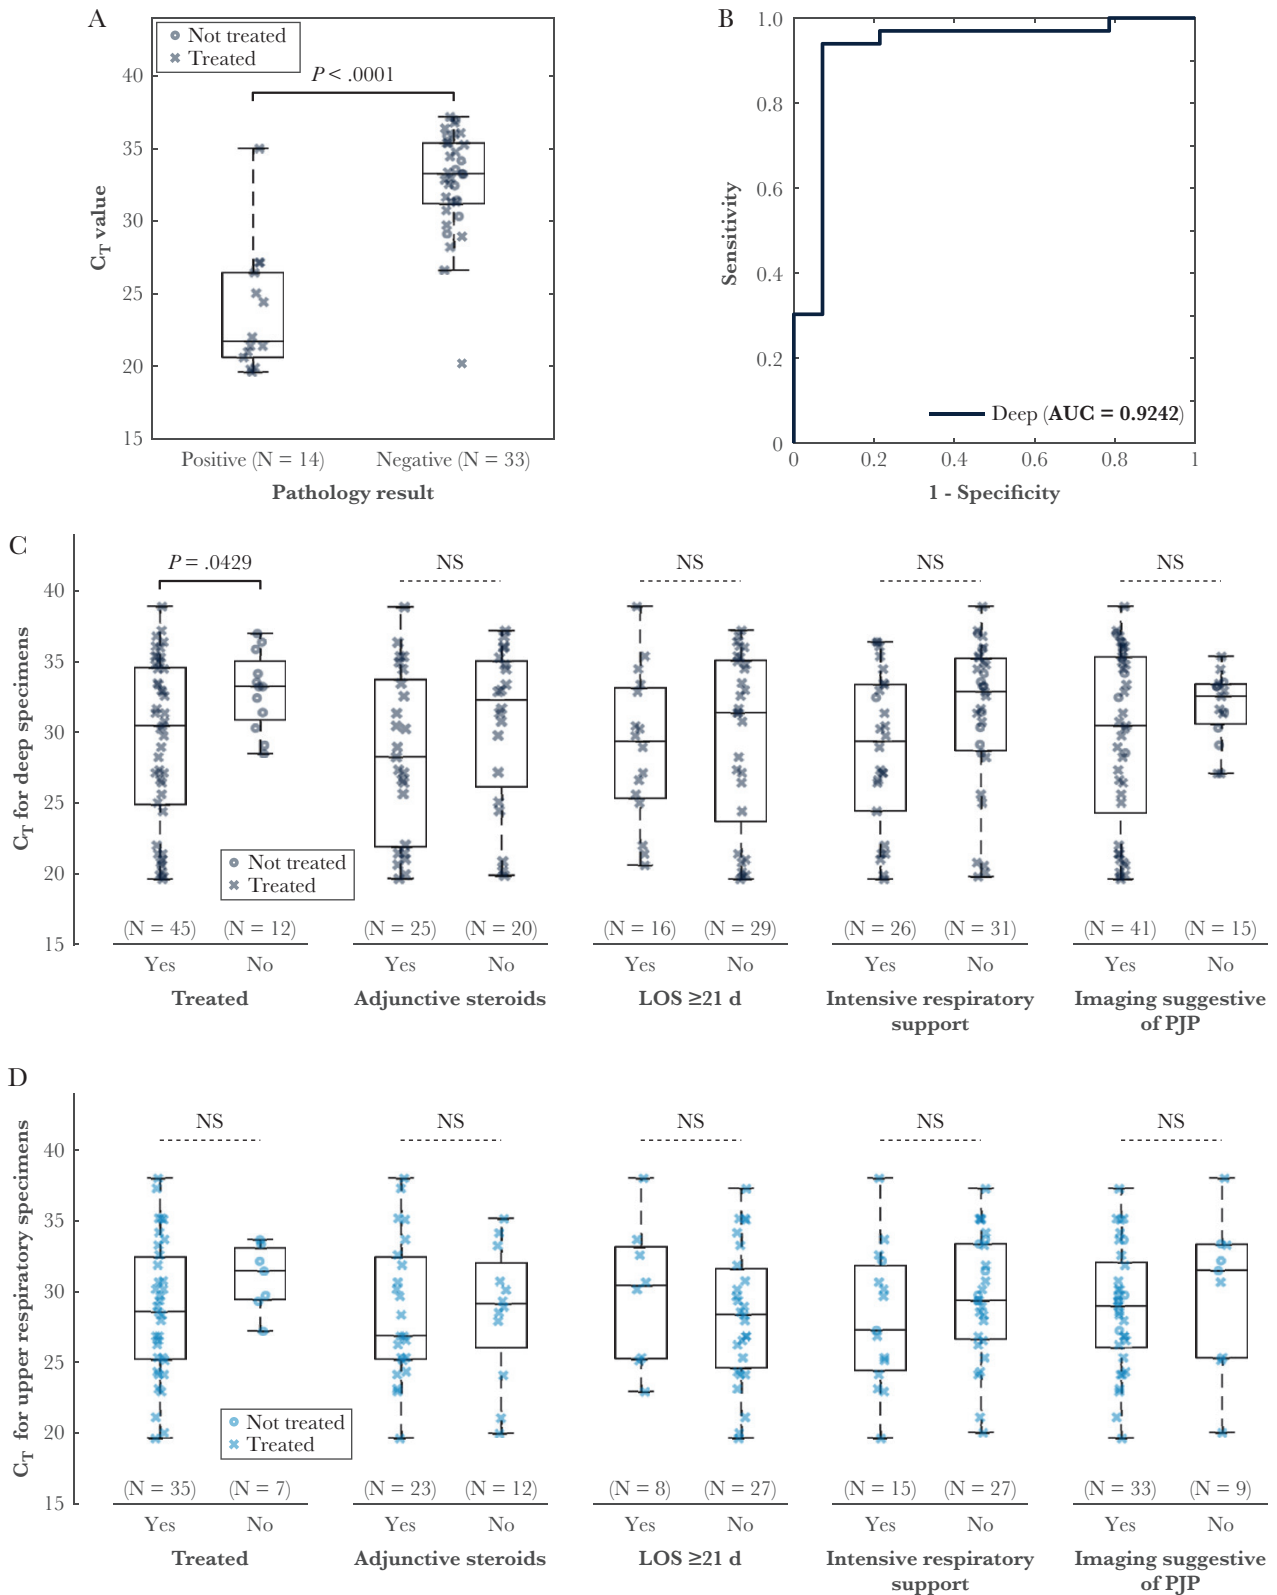 A
Not treated
Treated
P < .0001
40
35
30
25
20
15
C_T value
Positive (N = 14) Negative (N = 33)
Pathology result
B
1.0
0.8
0.6
0.4
0.2
0
Sensitivity
Deep (AUC = 0.9242)
0 0.2 0.4 0.6 0.8 1
1 - Specificity
C
P = .0429 NS NS NS NS
40
35
30
25
20
15
C_T for deep specimens
Not treated
Treated
(N = 45) (N = 12) (N = 25) (N = 20) (N = 16) (N = 29) (N = 26) (N = 31) (N = 41) (N = 15)
Yes No Yes No Yes No Yes No Yes No
Treated Adjunctive steroids LOS ≥21 d Intensive respiratory Imaging suggestive
support of PJP
D
NS NS NS NS NS
40
35
30
25
20
15
C_T for upper respiratory specimens
Not treated
Treated
(N = 35) (N = 7) (N = 23) (N = 12) (N = 8) (N = 27) (N = 15) (N = 27) (N = 33) (N = 9)
Yes No Yes No Yes No Yes No Yes No
Treated Adjunctive steroids LOS ≥21 d Intensive respiratory Imaging suggestive
support of PJP